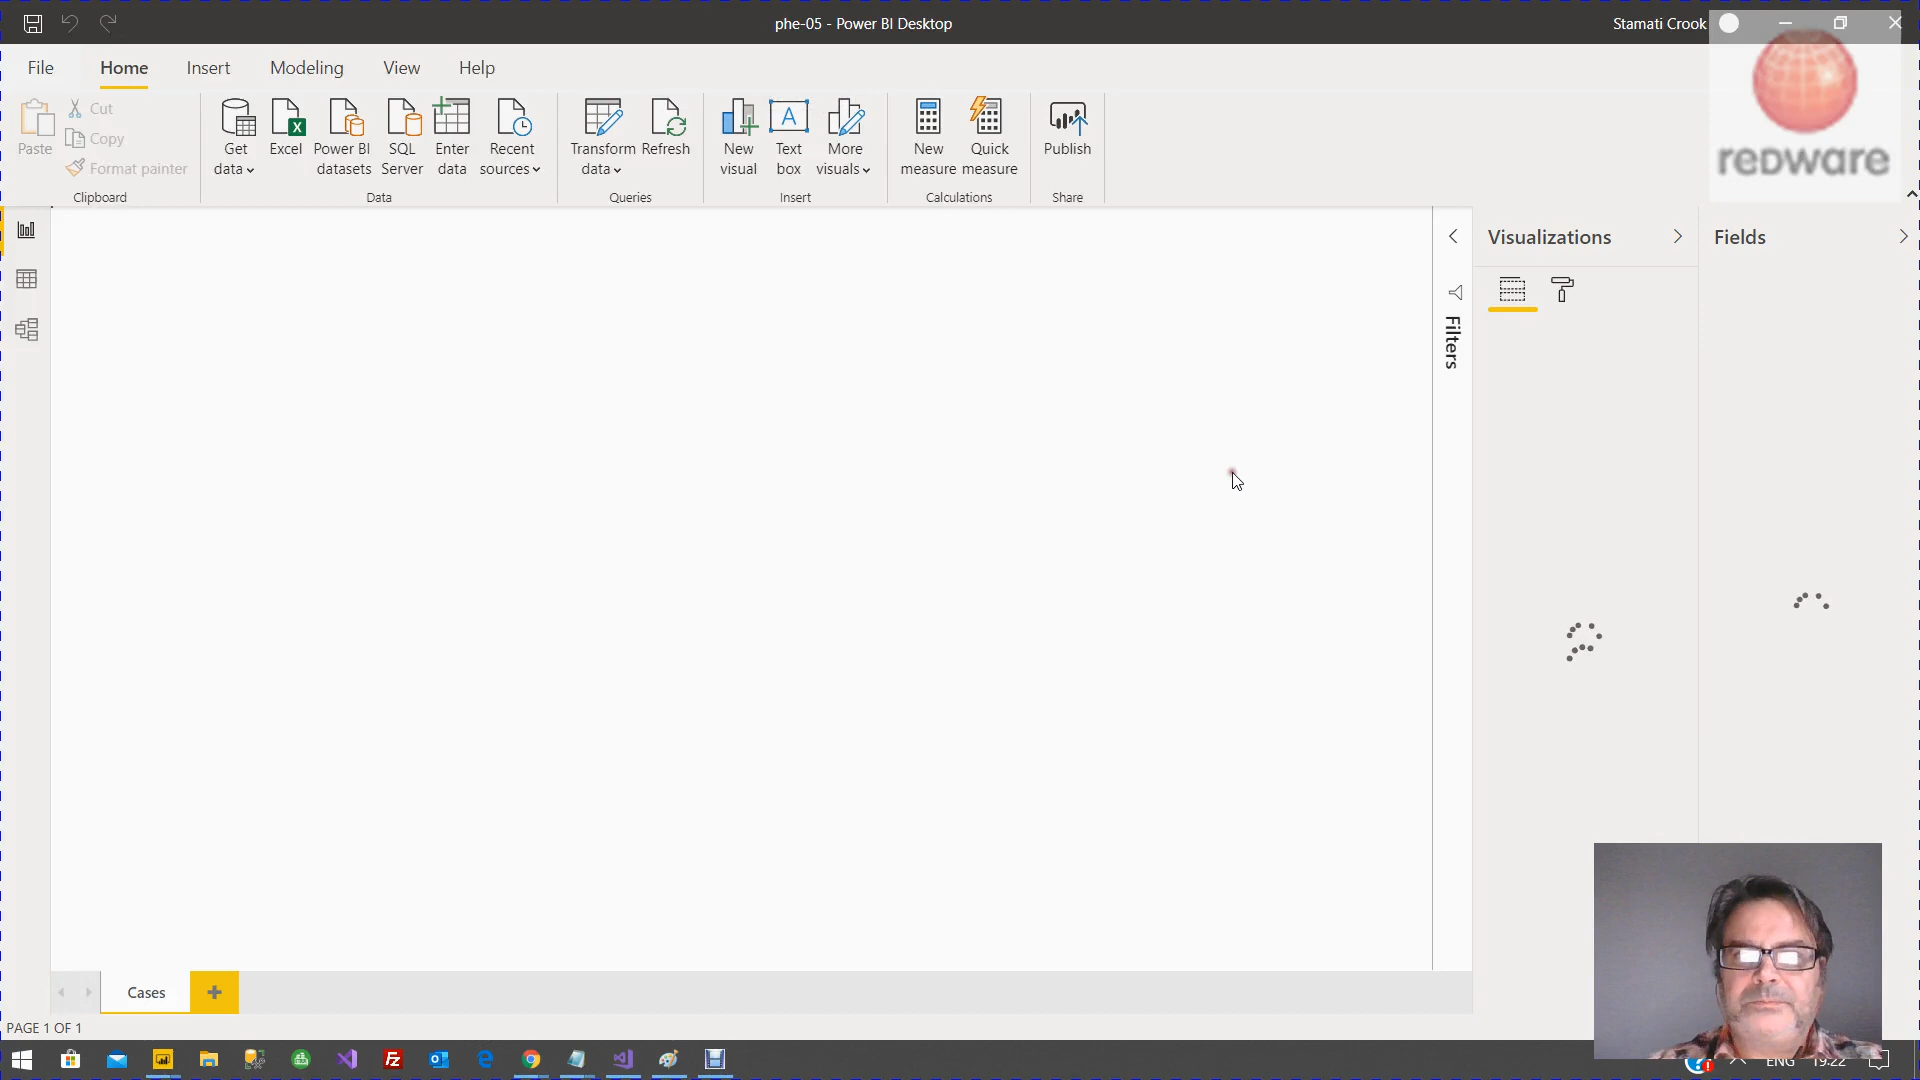 phe-05 - Power BI Desktop
Stamati Crook
File Home Insert Modeling View Help
Paste
Cut
Copy
Format painter
Clipboard
Get data
Excel
Power BI datasets
SQL Server
Enter data
Recent sources
Data
Transform data
Refresh
Queries
New visual
Text box
More visuals
Insert
New measure
Quick measure
Calculations
Publish
Share
redware
Visualizations
Fields
Filters
Cases
PAGE 1 OF 1
ENG
19:22